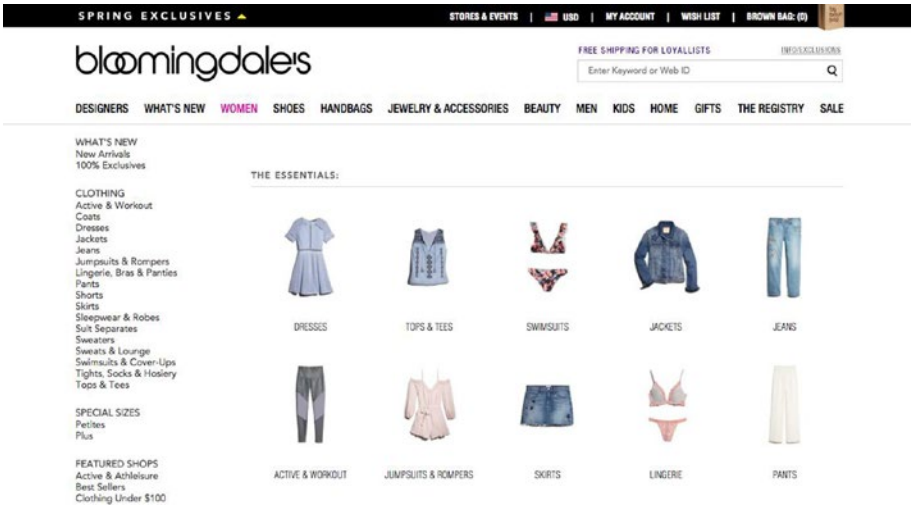 SPRING EXCLUSIVES
STORES & EVENTS | USD | MY ACCOUNT | WISH LIST | BROWN BAG: (0)
bloomingdale's
FREE SHIPPING FOR LOYALLISTS
INFO/EXCLUSIONS
Enter Keyword or Web ID
DESIGNERS WHAT'S NEW WOMEN SHOES HANDBAGS JEWELRY & ACCESSORIES BEAUTY MEN KIDS HOME GIFTS THE REGISTRY SALE
WHAT'S NEW
New Arrivals
100% Exclusives
CLOTHING
Active & Workout
Coats
Dresses
Jackets
Jeans
Jumpsuits & Rompers
Lingerie, Bras & Panties
Pants
Shorts
Skirts
Sleepwear & Robes
Suit Separates
Sweaters
Sweats & Lounge
Swimsuits & Cover-Ups
Tights, Socks & Hosiery
Tops & Tees
SPECIAL SIZES
Petites
Plus
FEATURED SHOPS
Active & Athleisure
Best Sellers
Clothing Under $100
THE ESSENTIALS:
DRESSES TOPS & TEES SWIMSUITS JACKETS JEANS
ACTIVE & WORKOUT JUMPSUITS & ROMPERS SKIRTS LINGERIE PANTS